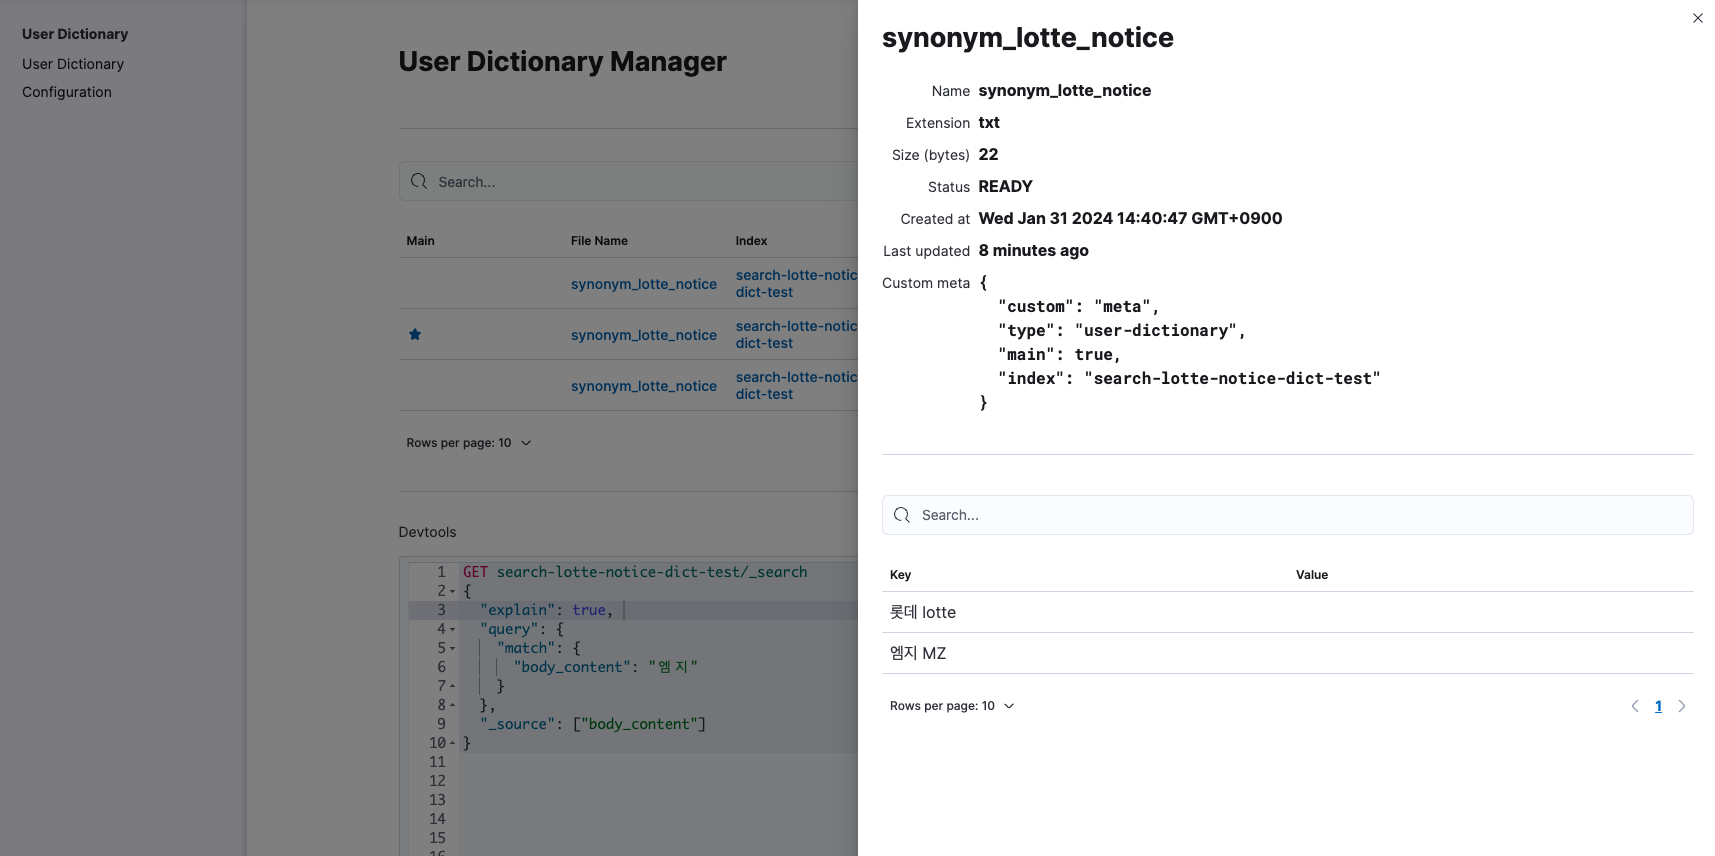 User Dictionary
User Dictionary
Configuration
User Dictionary Manager
Search...
Main File Name Index
synonym_lotte_notice search-lotte-notic
dict-test
synonym_lotte_notice search-lotte-notic
dict-test
synonym_lotte_notice search-lotte-notic
dict-test
Rows per page: 10
Devtools
1 GET search-lotte-notice-dict-test/_search
2 {
3 "explain": true,
4 "query": {
5 "match": {
6 "body_content": "엠지"
7 }
8 },
9 "_source": ["body_content"]
10 }
11
12
13
14
15
16
synonym_lotte_notice
Name synonym_lotte_notice
Extension txt
Size (bytes) 22
Status READY
Created at Wed Jan 31 2024 14:40:47 GMT+0900
Last updated 8 minutes ago
Custom meta {
"custom": "meta",
"type": "user-dictionary",
"main": true,
"index": "search-lotte-notice-dict-test"
}
Search...
Key Value
롯데 lotte
엠지 MZ
Rows per page: 10 1